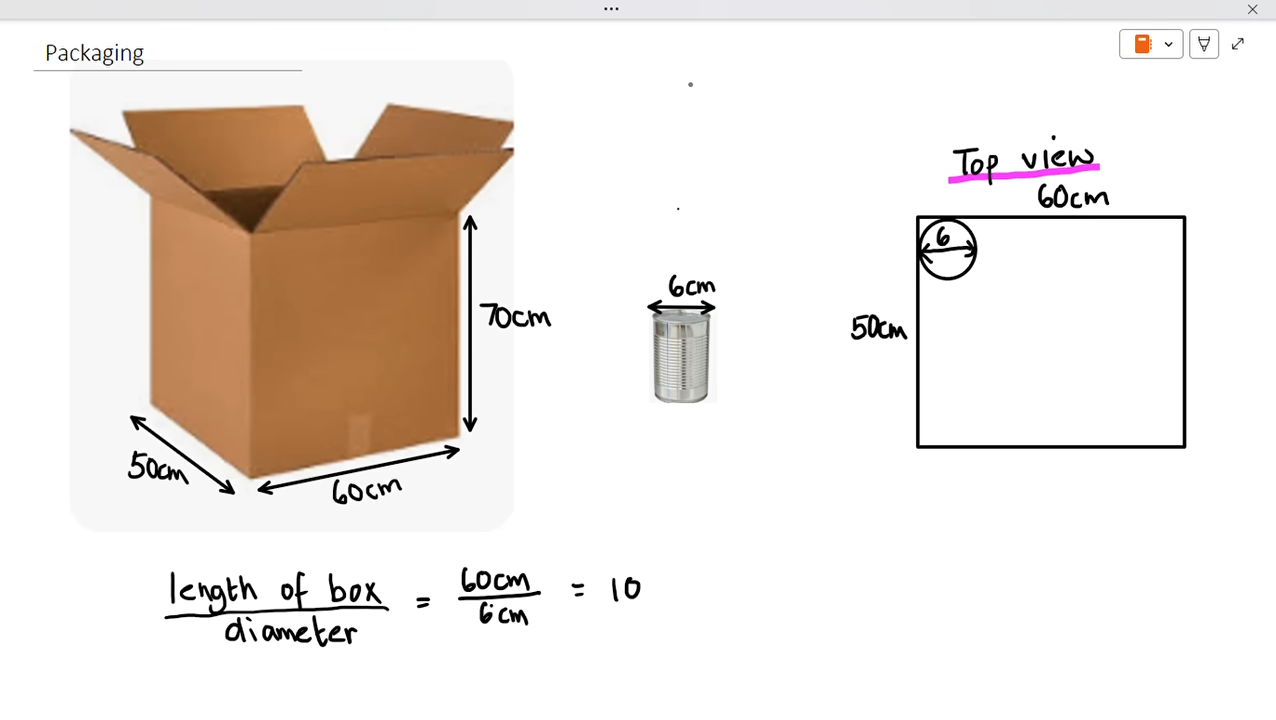 Packaging
Top view
60cm
6
50cm
6cm
70cm
50cm
60cm
length of box / diameter = 60cm / 6cm = 10